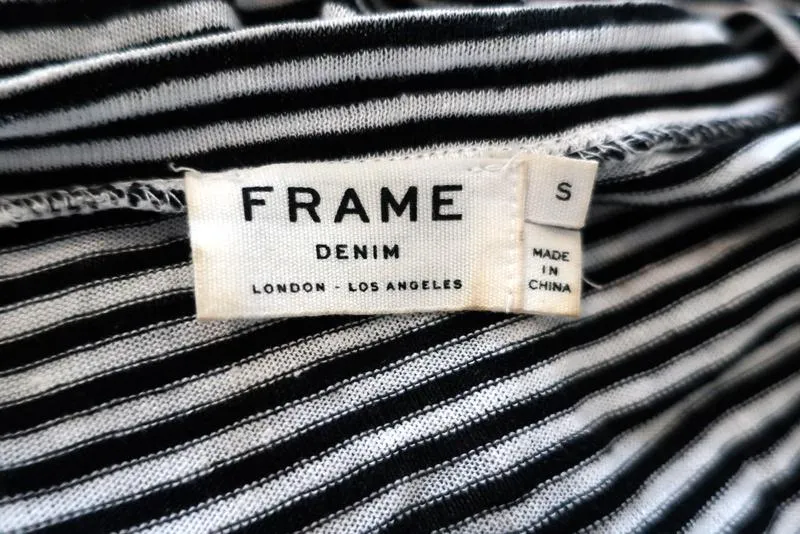 FRAME
DENIM
LONDON - LOS ANGELES
S
MADE
IN
CHINA